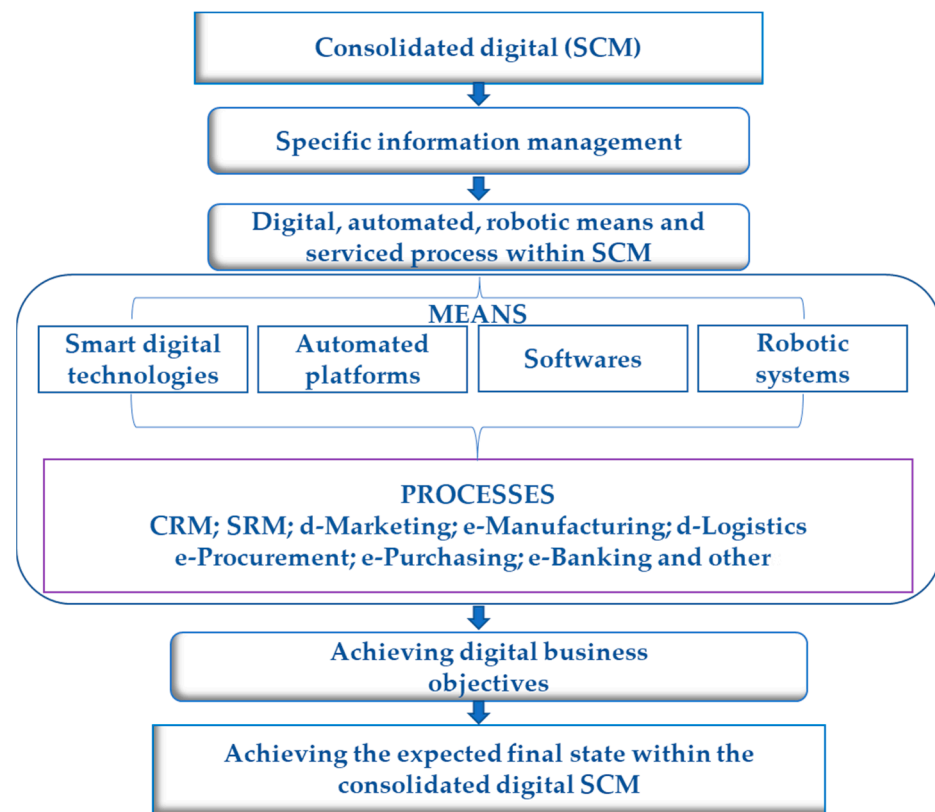 Consolidated digital (SCM)
Specific information management
Digital, automated, robotic means and
serviced process within SCM
MEANS
Smart digital
technologies
Automated
platforms
Softwares
Robotic
systems
PROCESSES
CRM; SRM; d-Marketing; e-Manufacturing; d-Logistics
e-Procurement; e-Purchasing; e-Banking and other
Achieving digital business
objectives
Achieving the expected final state within the
consolidated digital SCM